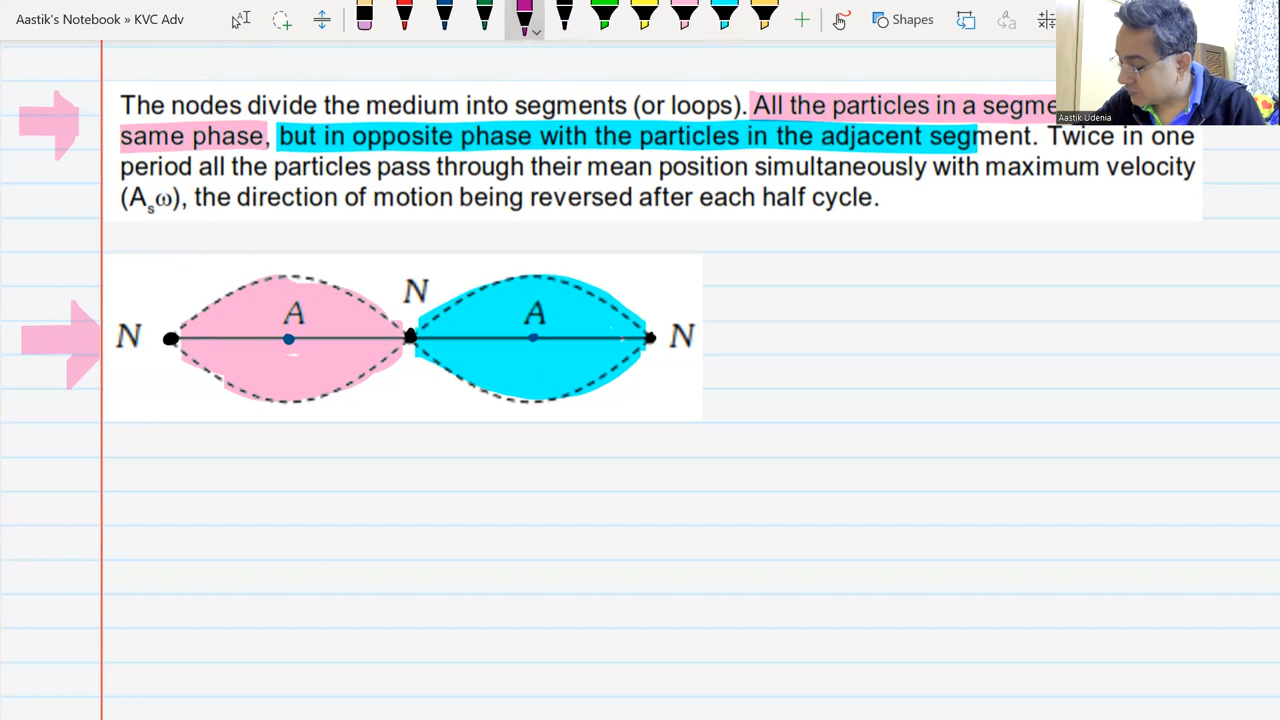 Aastik's Notebook » KVC Adv
Shapes
Aastik Udenia
The nodes divide the medium into segments (or loops). All the particles in a segme
same phase, but in opposite phase with the particles in the adjacent segment. Twice in one
period all the particles pass through their mean position simultaneously with maximum velocity
(Asω), the direction of motion being reversed after each half cycle.
N
A
N
A
N